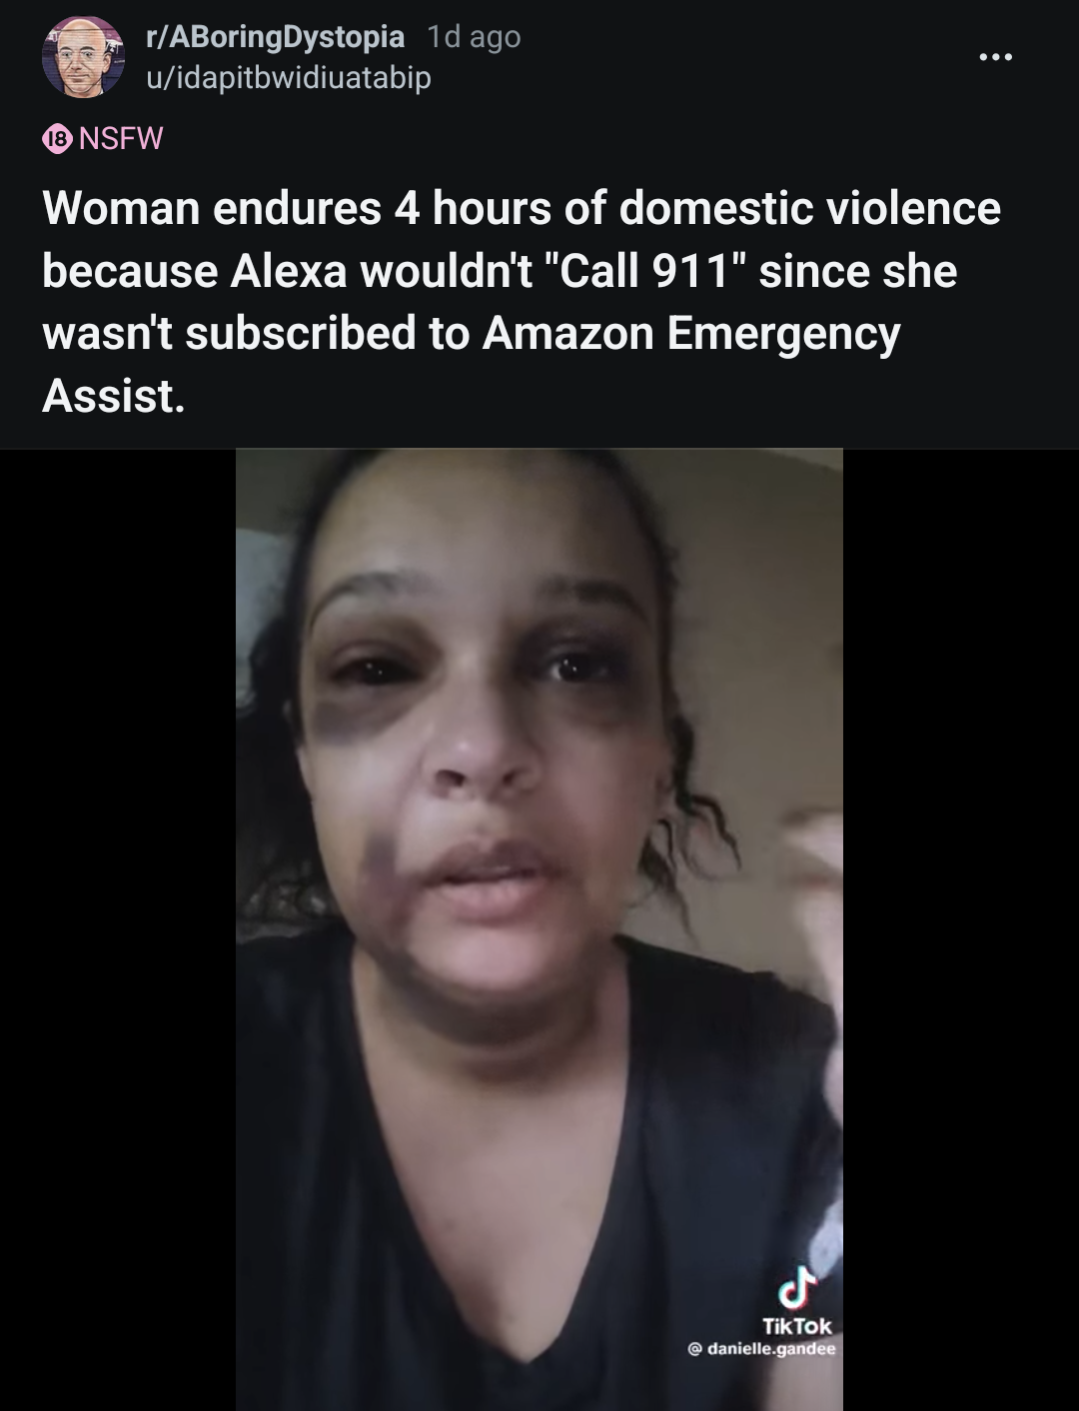 r/ABoringDystopia 1d ago
u/idapitbwidiuatabip
18 NSFW
Woman endures 4 hours of domestic violence
because Alexa wouldn't "Call 911" since she
wasn't subscribed to Amazon Emergency
Assist.
TikTok
@ danielle.gandee